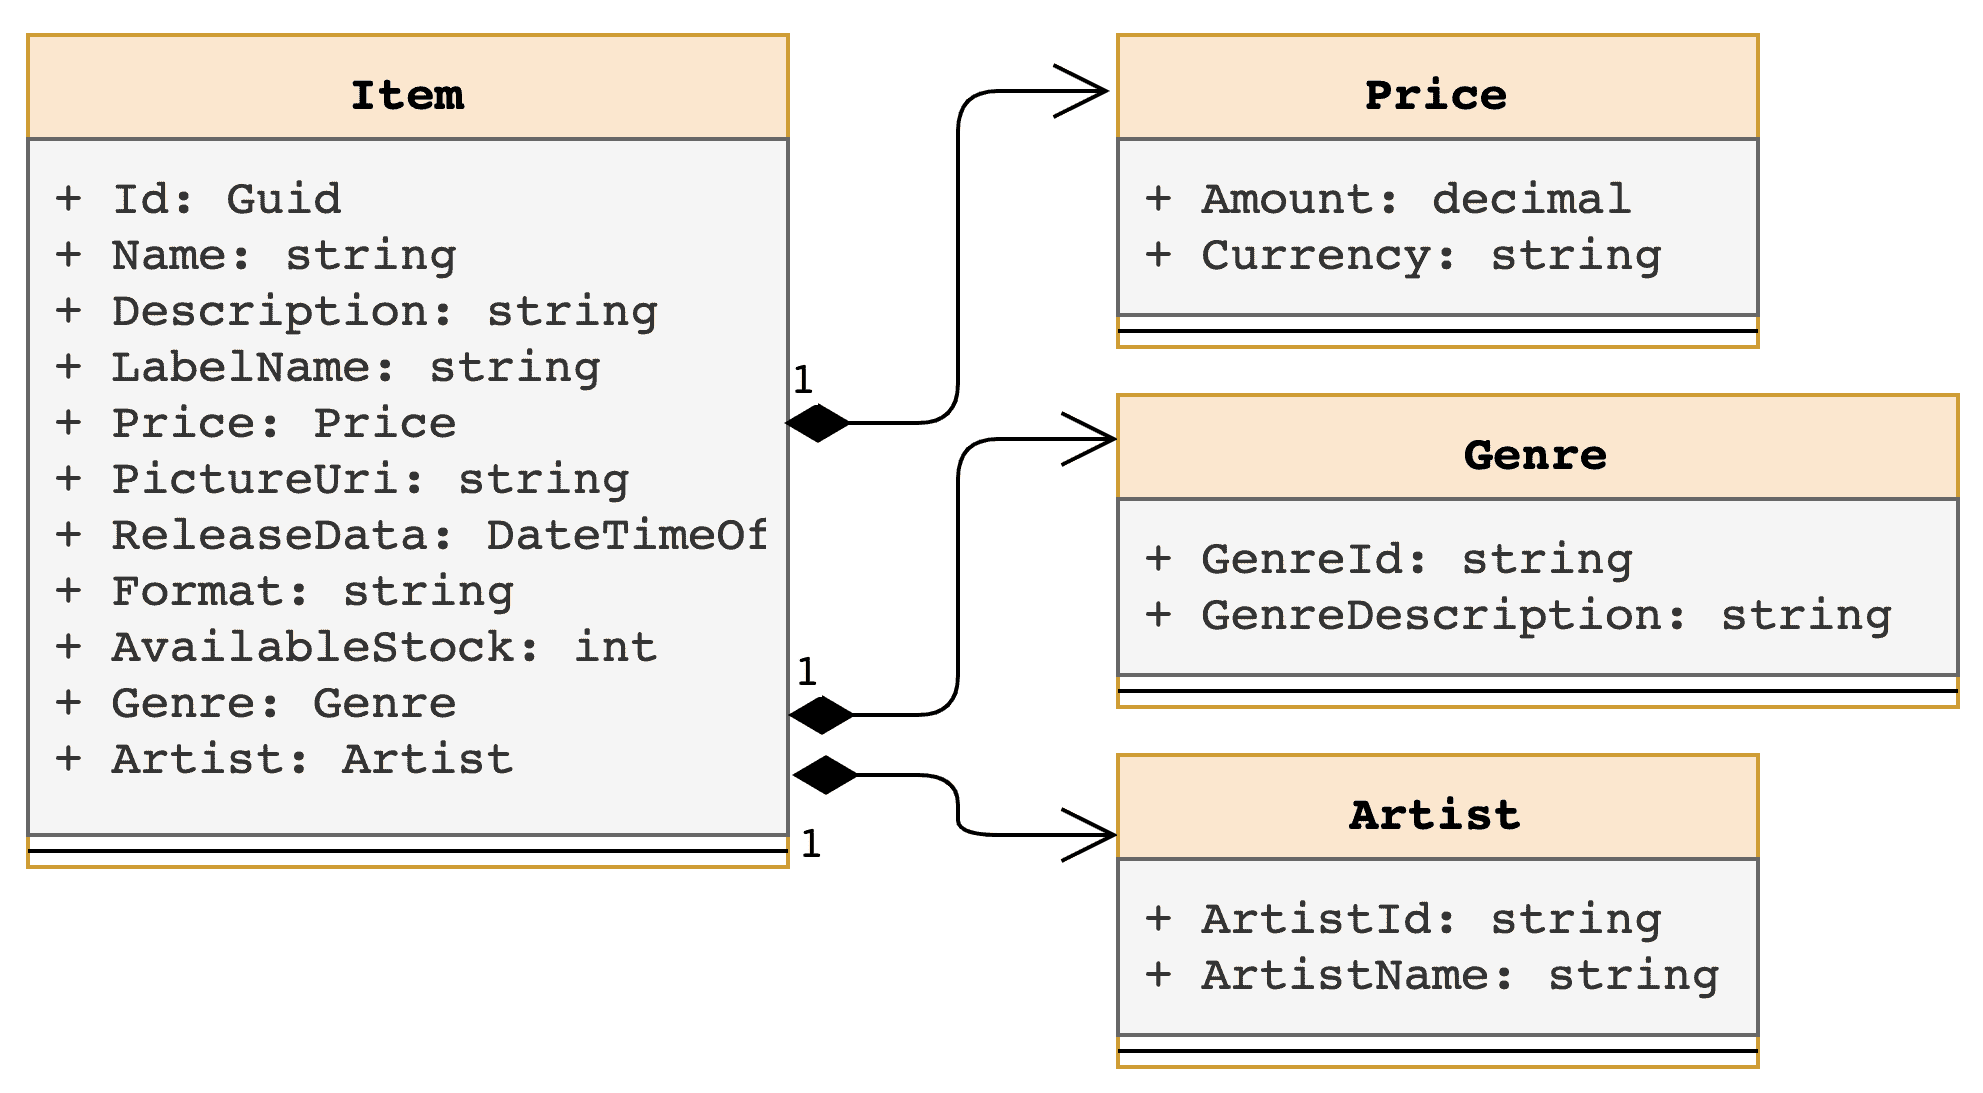 Item
+ Id: Guid
+ Name: string
+ Description: string
+ LabelName: string
+ Price: Price
+ PictureUri: string
+ ReleaseData: DateTimeOf
+ Format: string
+ AvailableStock: int
+ Genre: Genre
+ Artist: Artist
1
1
1
Price
+ Amount: decimal
+ Currency: string
Genre
+ GenreId: string
+ GenreDescription: string
Artist
+ ArtistId: string
+ ArtistName: string